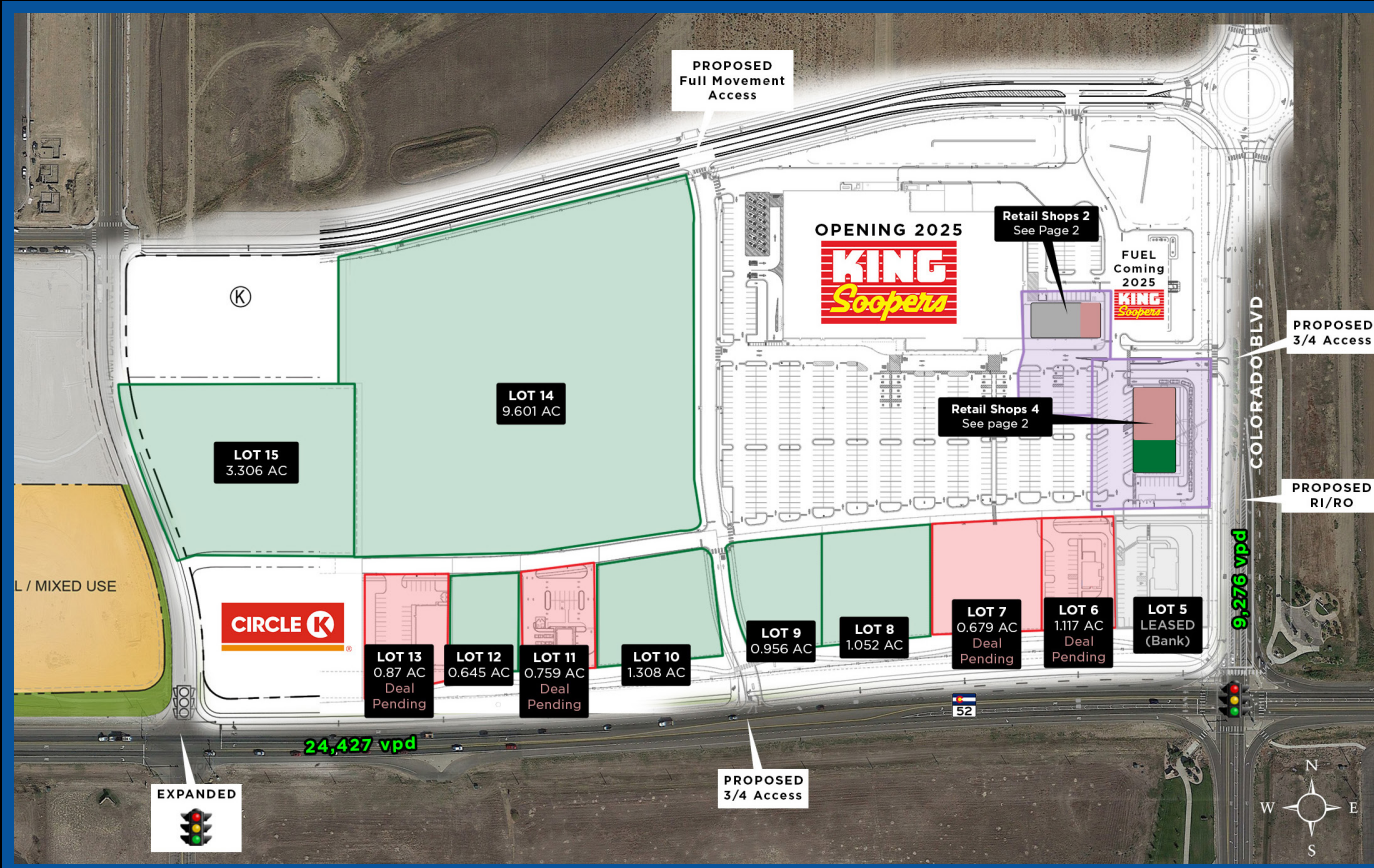 PROPOSED
Full Movement
Access
OPENING 2025
KING
Soopers
Retail Shops 2
See Page 2
FUEL
Coming
2025
KING
Soopers
K
COLORADO BLVD
PROPOSED
3/4 Access
LOT 14
9.601 AC
Retail Shops 4
See page 2
LOT 15
3.306 AC
PROPOSED
RI/RO
9,276 vpd
L / MIXED USE
CIRCLE K
LOT 13
0.87 AC
Deal
Pending
LOT 12
0.645 AC
LOT 11
0.759 AC
Deal
Pending
LOT 10
1.308 AC
LOT 9
0.956 AC
LOT 8
1.052 AC
LOT 7
0.679 AC
Deal
Pending
LOT 6
1.117 AC
Deal
Pending
LOT 5
LEASED
(Bank)
52
24,427 vpd
EXPANDED
PROPOSED
3/4 Access
N
W
E
S